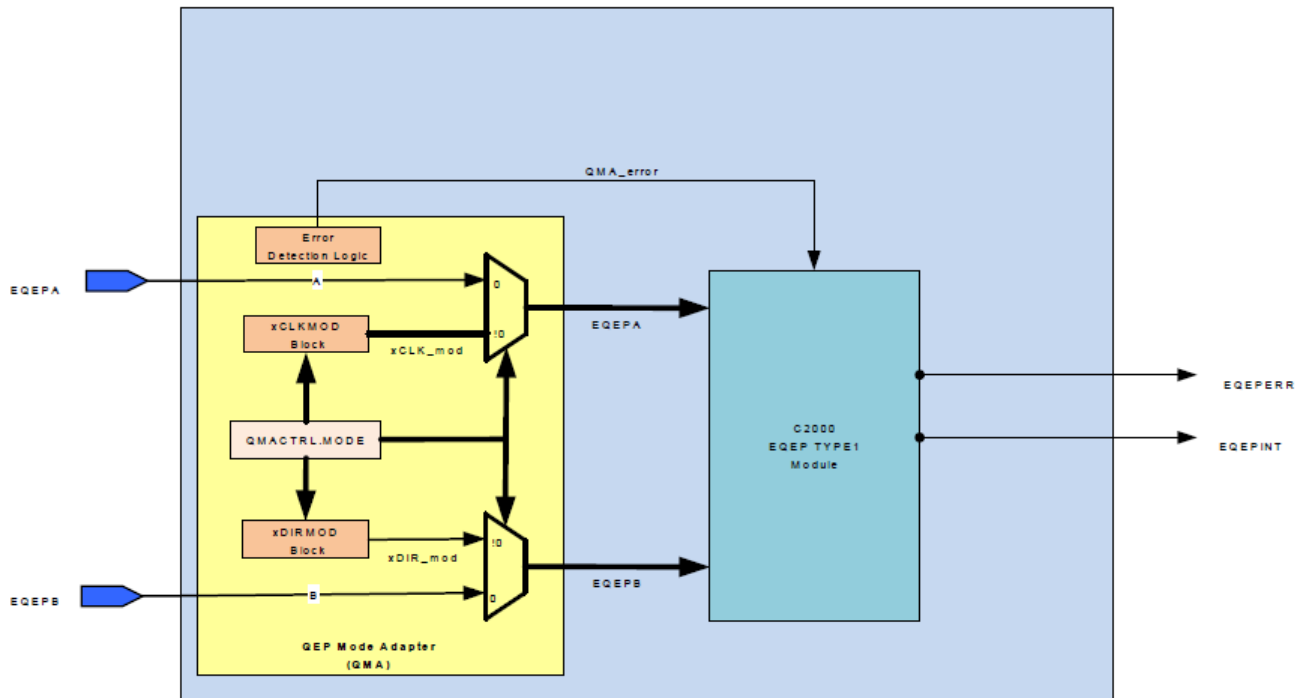 QMA_error
Error
Detection Logic
EQEPA
A
0
xCLKMOD
Block
!0
xCLK_mod
EQEPA
QMACTRL.MODE
C2000
EQEP TYPE1
Module
EQEPERR
EQEPINT
xDIRMOD
Block
!0
xDIR_mod
EQEPB
EQEPB
B
0
QEP Mode Adapter
(QMA)